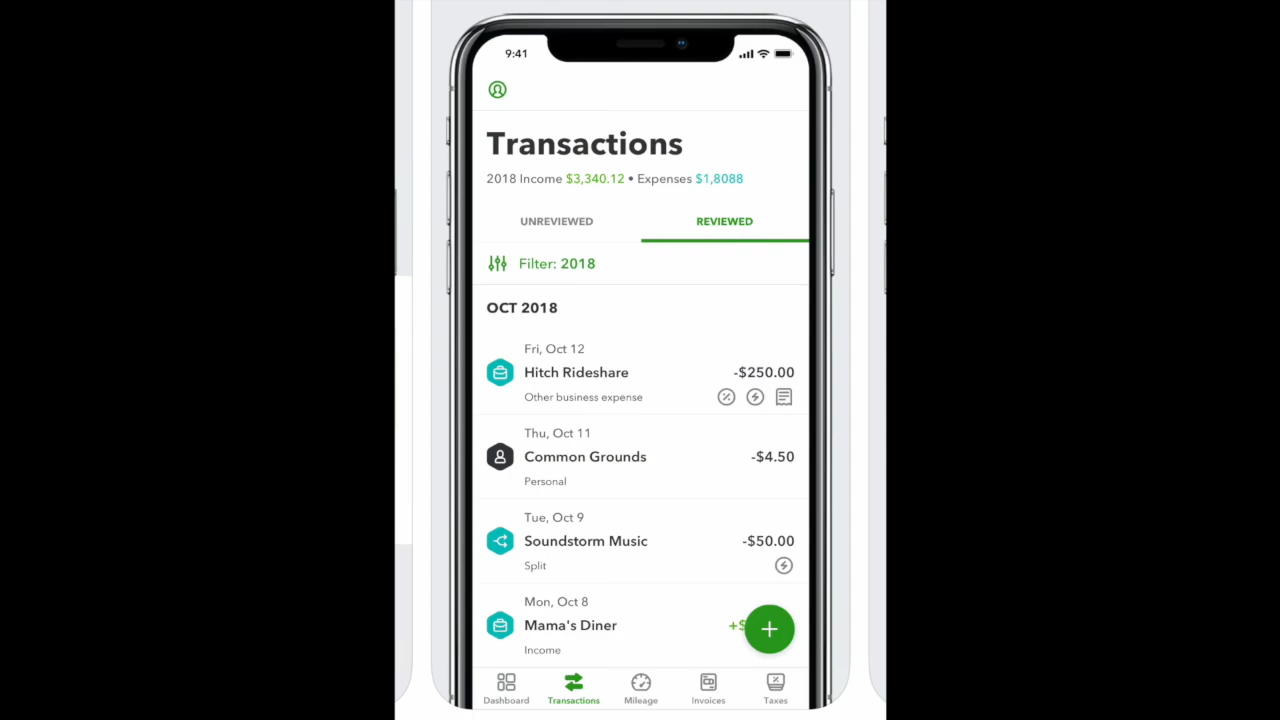 9:41
Transactions
2018 Income $3,340.12 • Expenses $1,8088
UNREVIEWED REVIEWED
Filter: 2018
OCT 2018
Fri, Oct 12
Hitch Rideshare -$250.00
Other business expense
Thu, Oct 11
Common Grounds -$4.50
Personal
Tue, Oct 9
Soundstorm Music -$50.00
Split
Mon, Oct 8
Mama's Diner +$
Income
Dashboard Transactions Mileage Invoices Taxes